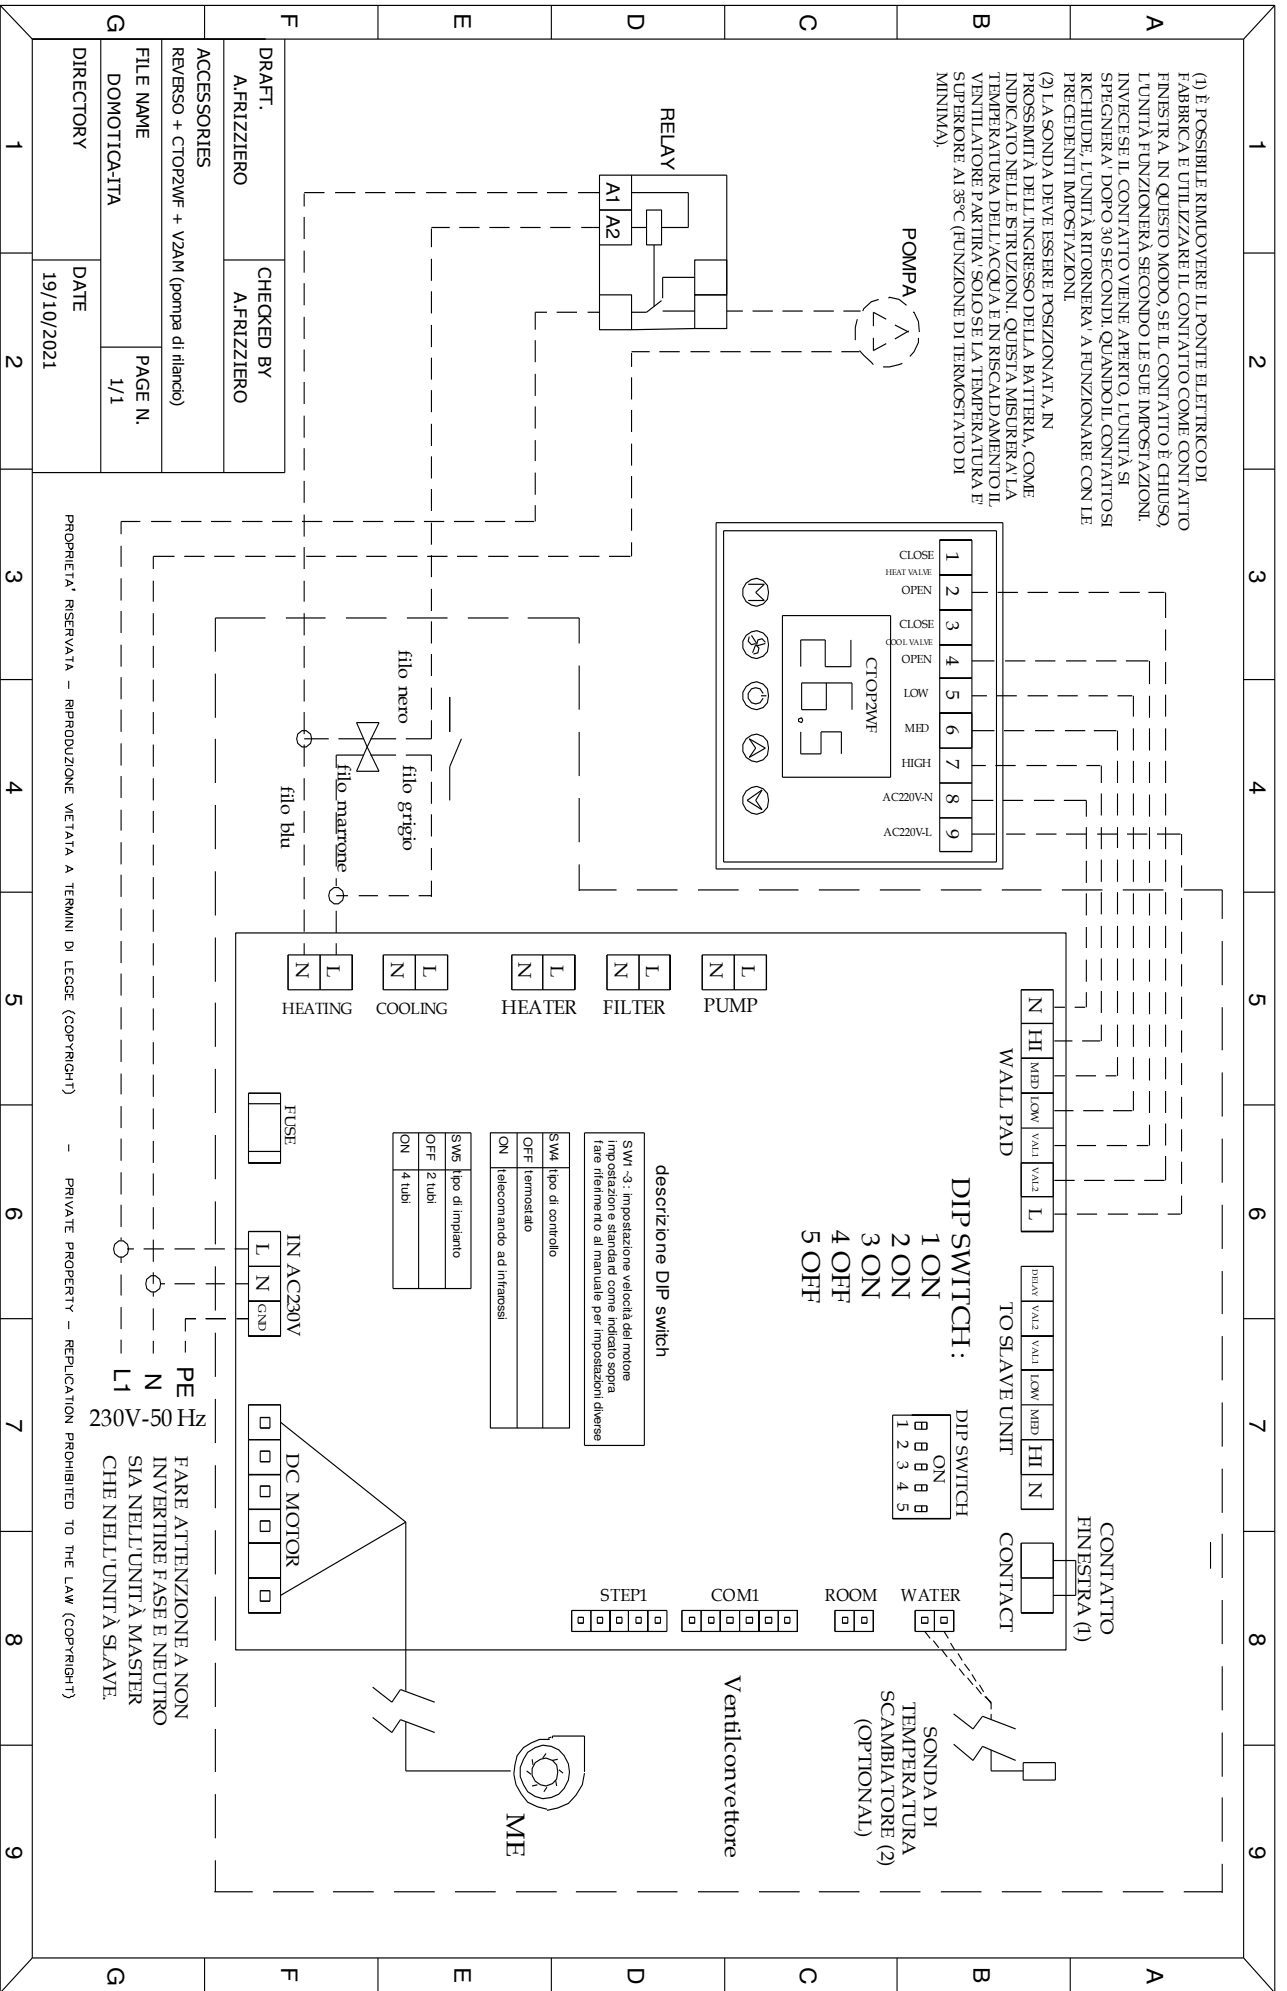 1 2 3 4 5 6 7 8 9
A
B
C
D
E
F
G
(1) È POSSIBILE RIMUOVERE IL PONTE ELETTRICO DI
FABBRICA E UTILIZZARE IL CONTATTO COME CONTATTO
FINESTRA. IN QUESTO MODO, SE IL CONTATTO È CHIUSO,
L'UNITÀ FUNZIONERÀ SECONDO LE SUE IMPOSTAZIONI.
INVECE SE IL CONTATTO VIENE APERTO, L'UNITÀ SI
SPEGNERA' DOPO 30 SECONDI. QUANDO IL CONTATTO SI
RICHIUDE, L'UNITÀ RITORNERA' A FUNZIONARE CON LE
PRECEDENTI IMPOSTAZIONI.
(2) LA SONDA DEVE ESSERE POSIZIONATA, IN
PROSSIMITÀ DELL'INGRESSO DELLA BATTERIA, COME
INDICATO NELLE ISTRUZIONI. QUESTA MISURERA' LA
TEMPERATURA DELL'ACQUA E IN RISCALDAMENTO IL
VENTILATORE PARTIRA' SOLO SE LA TEMPERATURA E'
SUPERIORE AI 35°C (FUNZIONE DI TERMOSTATO DI
MINIMA).
POMPA
RELAY
A1
A2
1 2 3 4 5 6 7 8 9
CLOSE
HEAT VALVE
OPEN
CLOSE
COOL VALVE
OPEN
LOW
MED
HIGH
AC220V-N
AC220V-L
CTOP2WF
26.5
M
N HI MED LOW VAL1 VAL2 L
WALL PAD
DELAY VAL2 VAL1 LOW MED HI N
TO SLAVE UNIT
CONTATTO
FINESTRA (1)
CONTACT
DIP SWITCH :
1 ON
2 ON
3 ON
4 OFF
5 OFF
DIP SWITCH
ON
1 2 3 4 5
WATER
ROOM
COM1
STEP1
SONDA DI
TEMPERATURA
SCAMBIATORE (2)
(OPTIONAL)
Ventilconvettore
ME
L
N
PUMP
L
N
FILTER
L
N
HEATER
L
N
COOLING
L
N
HEATING
descrizione DIP switch
SW1 -3 : impostazione velocità del motore
impostazione standard come indicato sopra
fare riferimento al manuale per impostazioni diverse
SW4 tipo di controllo
OFF termostato
ON telecomando ad infrarossi
SW5 tipo di impianto
OFF 2 tubi
ON 4 tubi
FUSE
IN AC230V
L N GND
DC MOTOR
filo nero
filo grigio
filo marrone
filo blu
PE
N
L1
230V-50 Hz
FARE ATTENZIONE A NON
INVERTIRE FASE E NEUTRO
SIA NELL'UNITÀ MASTER
CHE NELL'UNITÀ SLAVE.
DRAFT.
A.FRIZZIERO
CHECKED BY
A.FRIZZIERO
ACCESSORIES
REVERSO + CTOP2WF + V2AM (pompa di rilancio)
FILE NAME
DOMOTICA-ITA
PAGE N.
1/1
DIRECTORY
DATE
19/10/2021
PROPRIETA' RISERVATA - RIPRODUZIONE VIETATA A TERMINI DI LEGGE (COPYRIGHT) - PRIVATE PROPERTY - REPLICATION PROHIBITED TO THE LAW (COPYRIGHT)
1 2 3 4 5 6 7 8 9
A
B
C
D
E
F
G